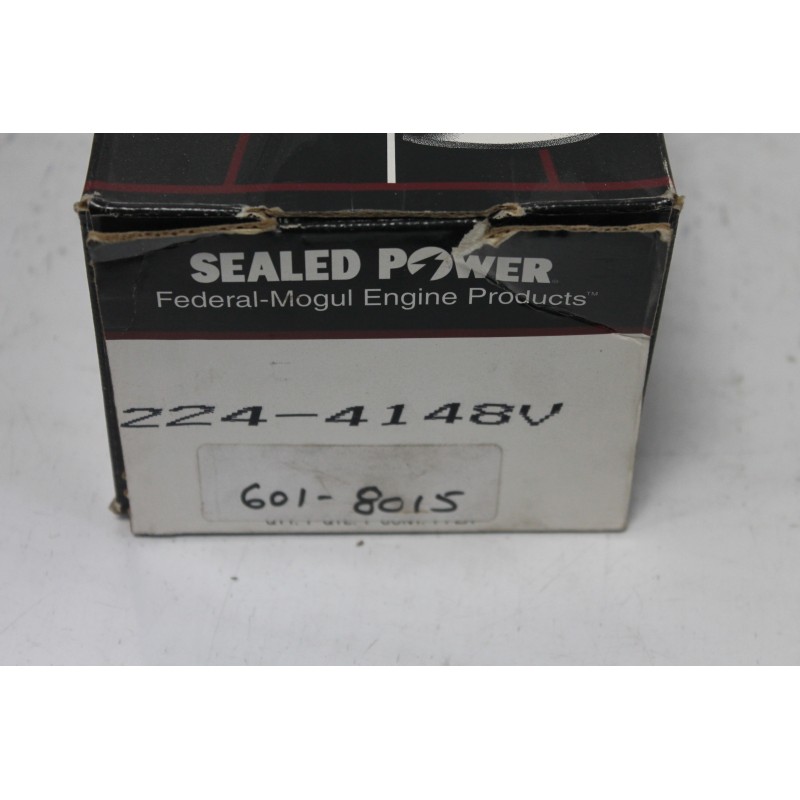 SEALED POWER
Federal-Mogul Engine Products™
224-4148V
601-8015